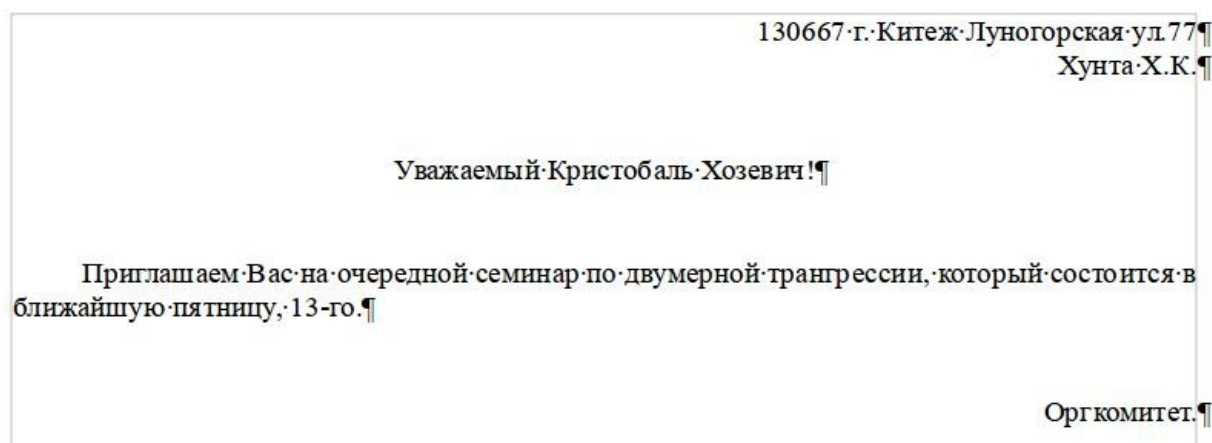 130667·г.·Китеж·Луногорская·ул.77¶
Хунта·Х.К.¶
Уважаемый·Кристобаль·Хозевич!¶
Приглашаем·Вас·на·очередной·семинар·по·двумерной·трангрессии,·который·состоится·в
ближайшую·пятницу,·13-го.¶
Оргкомитет.¶